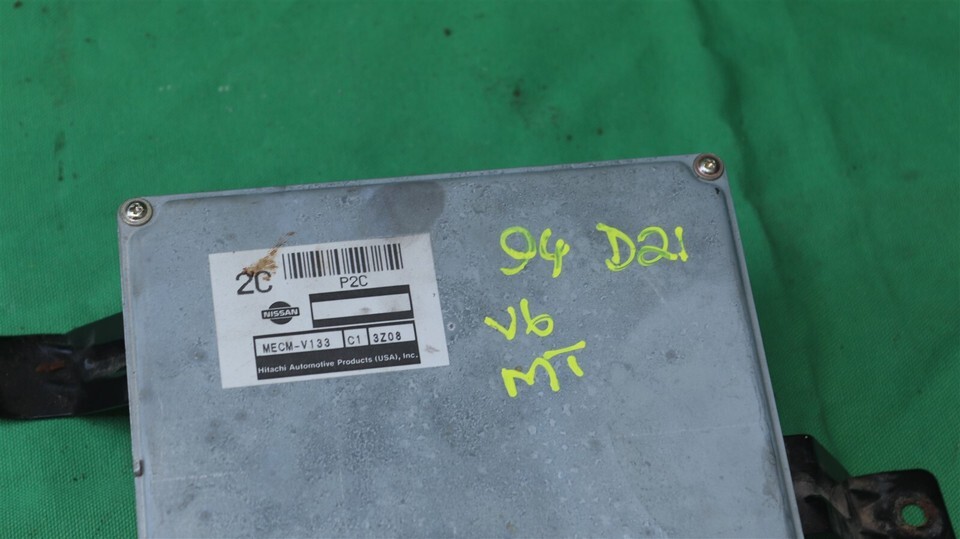 2C
P2C
NISSAN
MECM-V133 C1 3Z08
Hitachi Automotive Products (USA), Inc.
94 D21
V6
MT